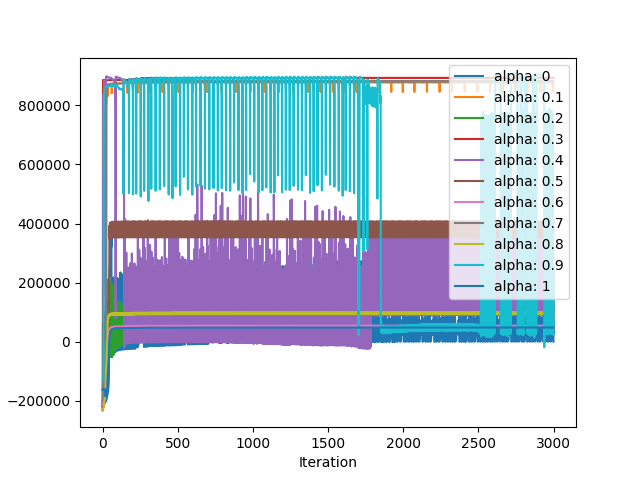 800000
600000
400000
200000
0
−200000
0
500
1000
1500
2000
2500
3000
Iteration
alpha: 0
alpha: 0.1
alpha: 0.2
alpha: 0.3
alpha: 0.4
alpha: 0.5
alpha: 0.6
alpha: 0.7
alpha: 0.8
alpha: 0.9
alpha: 1